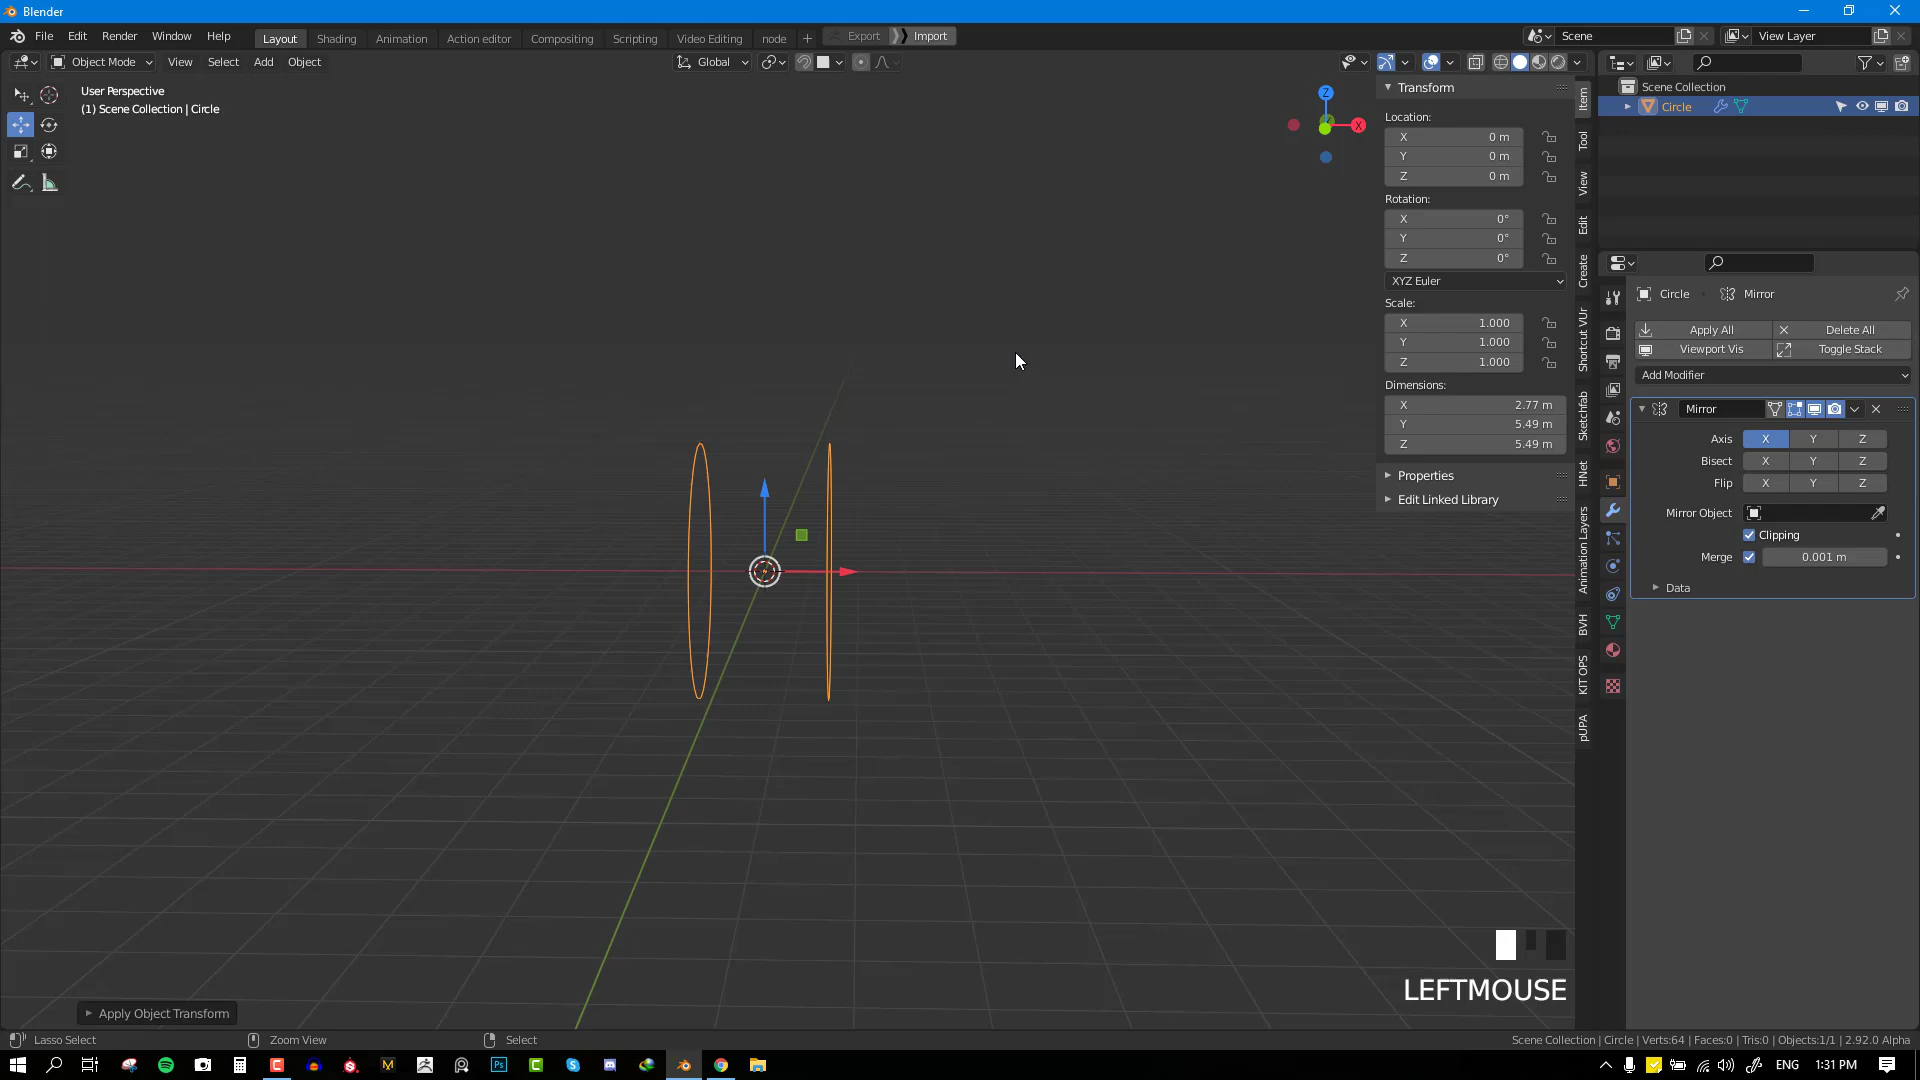 Blender
File Edit Render Window Help Layout Shading Animation Action editor Compositing Scripting Video Editing node + Export Import Scene View Layer
Object Mode View Select Add Object Global
User Perspective
(1) Scene Collection | Circle
Z
X
Transform
Location:
X 0 m
Y 0 m
Z 0 m
Rotation:
X 0°
Y 0°
Z 0°
XYZ Euler
Scale:
X 1.000
Y 1.000
Z 1.000
Dimensions:
X 2.77 m
Y 5.49 m
Z 5.49 m
Properties
Edit Linked Library
Item
Tool
View
Edit
Create
Shortcut VUr
Sketchfab
HNet
Animation Layers
BVH
KIT OPS
pUPA
Scene Collection
Circle
Circle Mirror
Apply All Delete All
Viewport Vis Toggle Stack
Add Modifier
Mirror
Axis X Y Z
Bisect X Y Z
Flip X Y Z
Mirror Object
Clipping
Merge 0.001 m
Data
LEFTMOUSE
Apply Object Transform
Lasso Select Zoom View Select Scene Collection | Circle | Verts:64 | Faces:0 | Tris:0 | Objects:1/1 | 2.92.0 Alpha
Ps ENG 1:31 PM